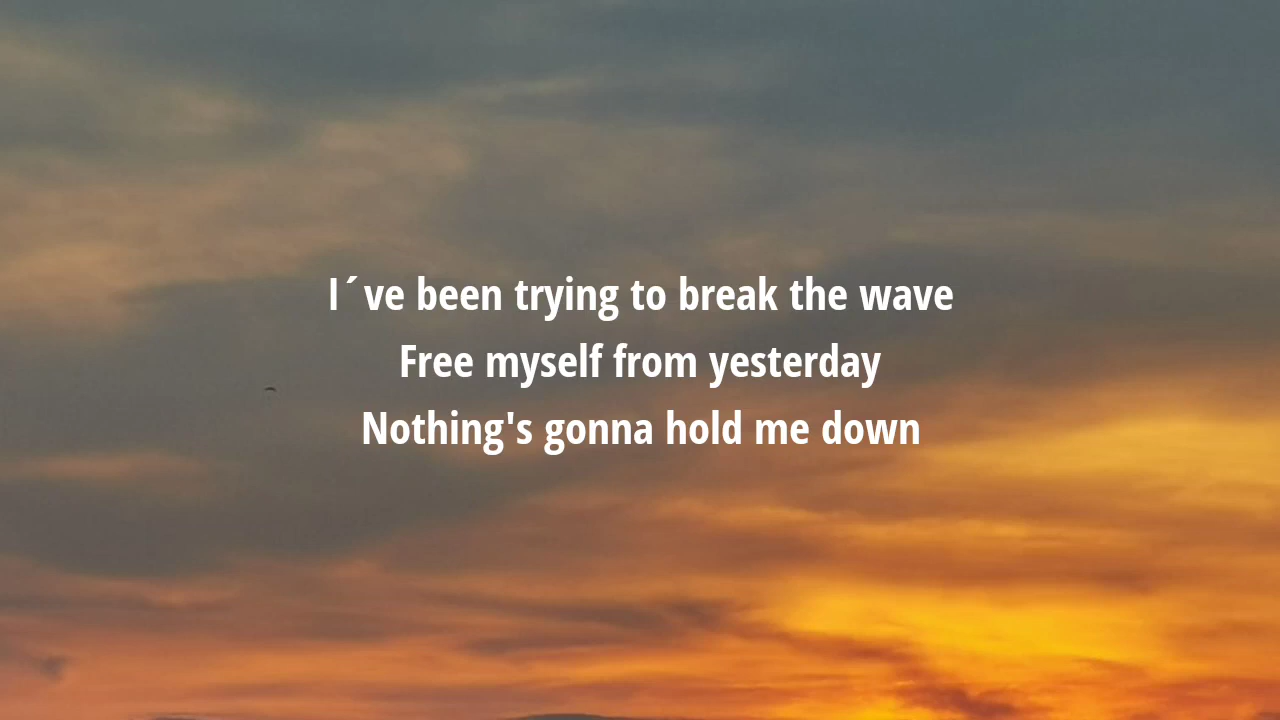 I´ve been trying to break the wave
Free myself from yesterday
Nothing's gonna hold me down